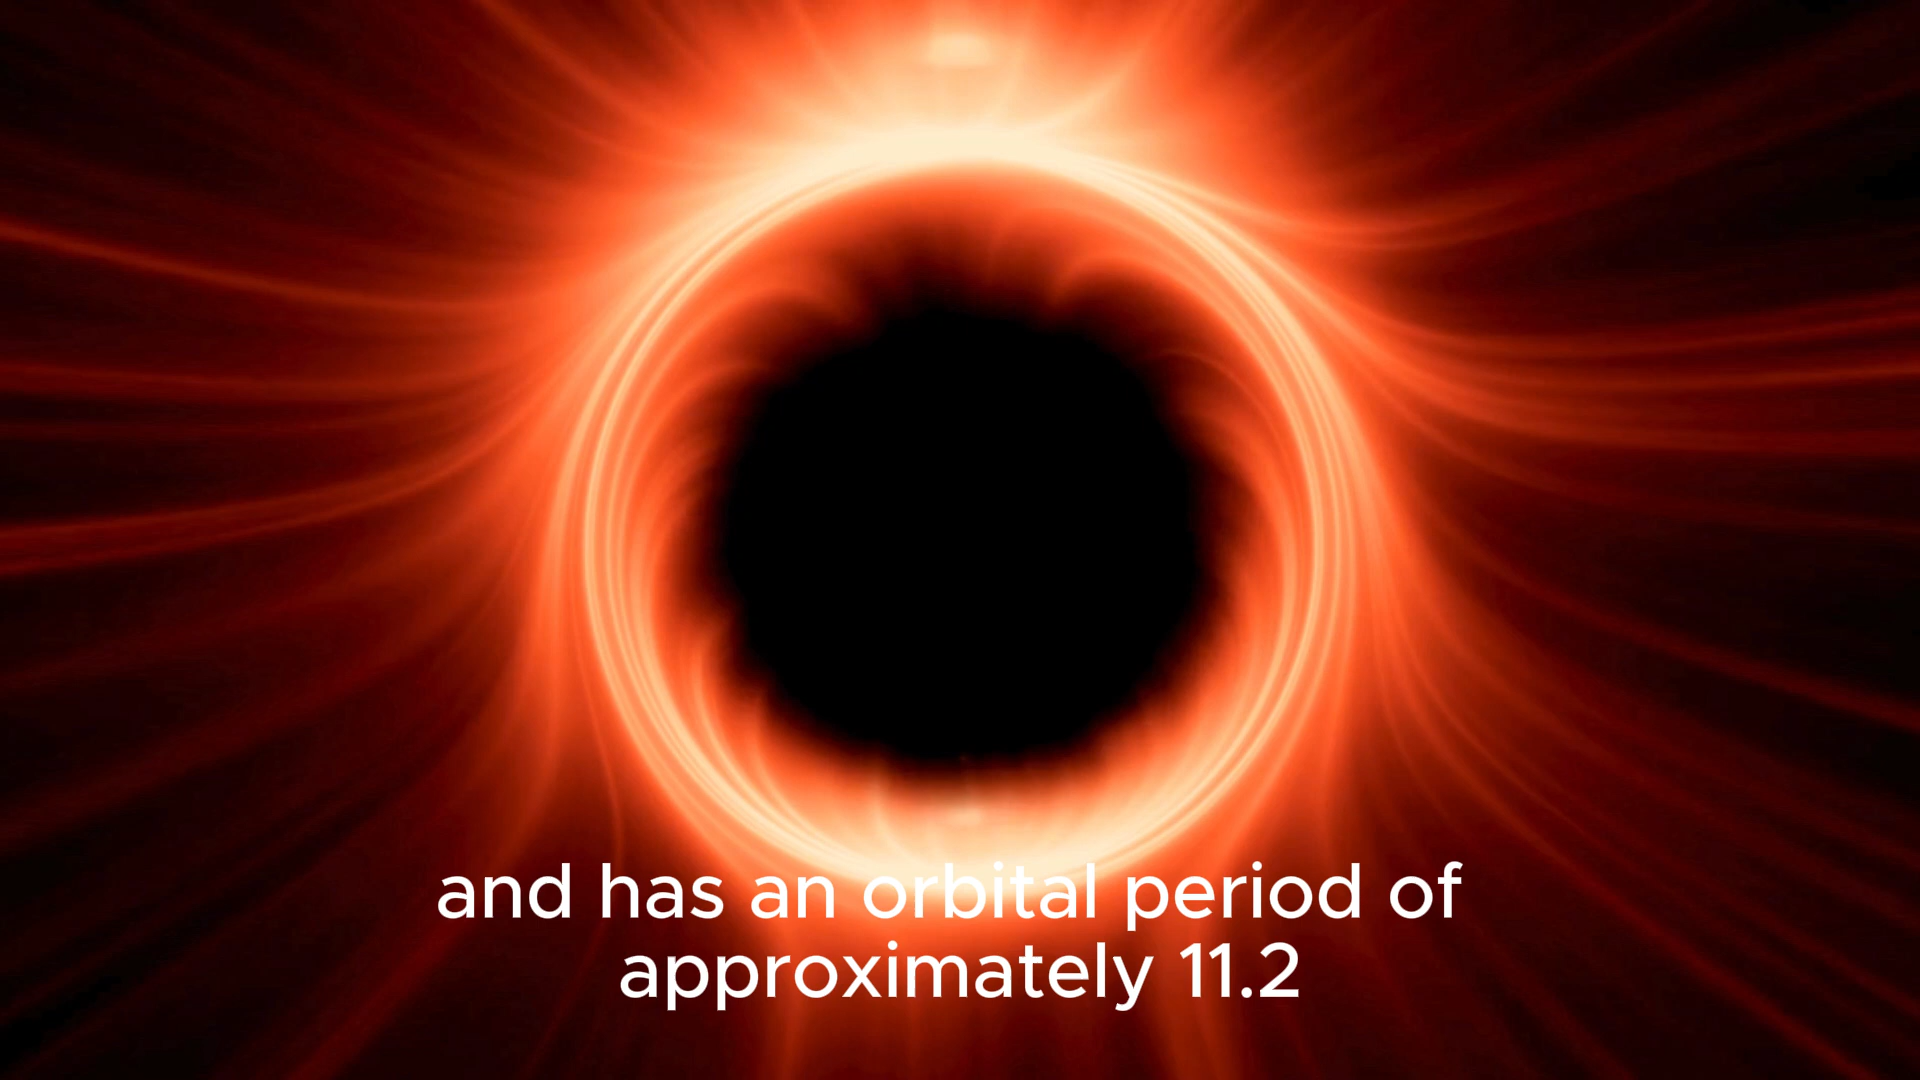 and has an orbital period of
approximately 11.2